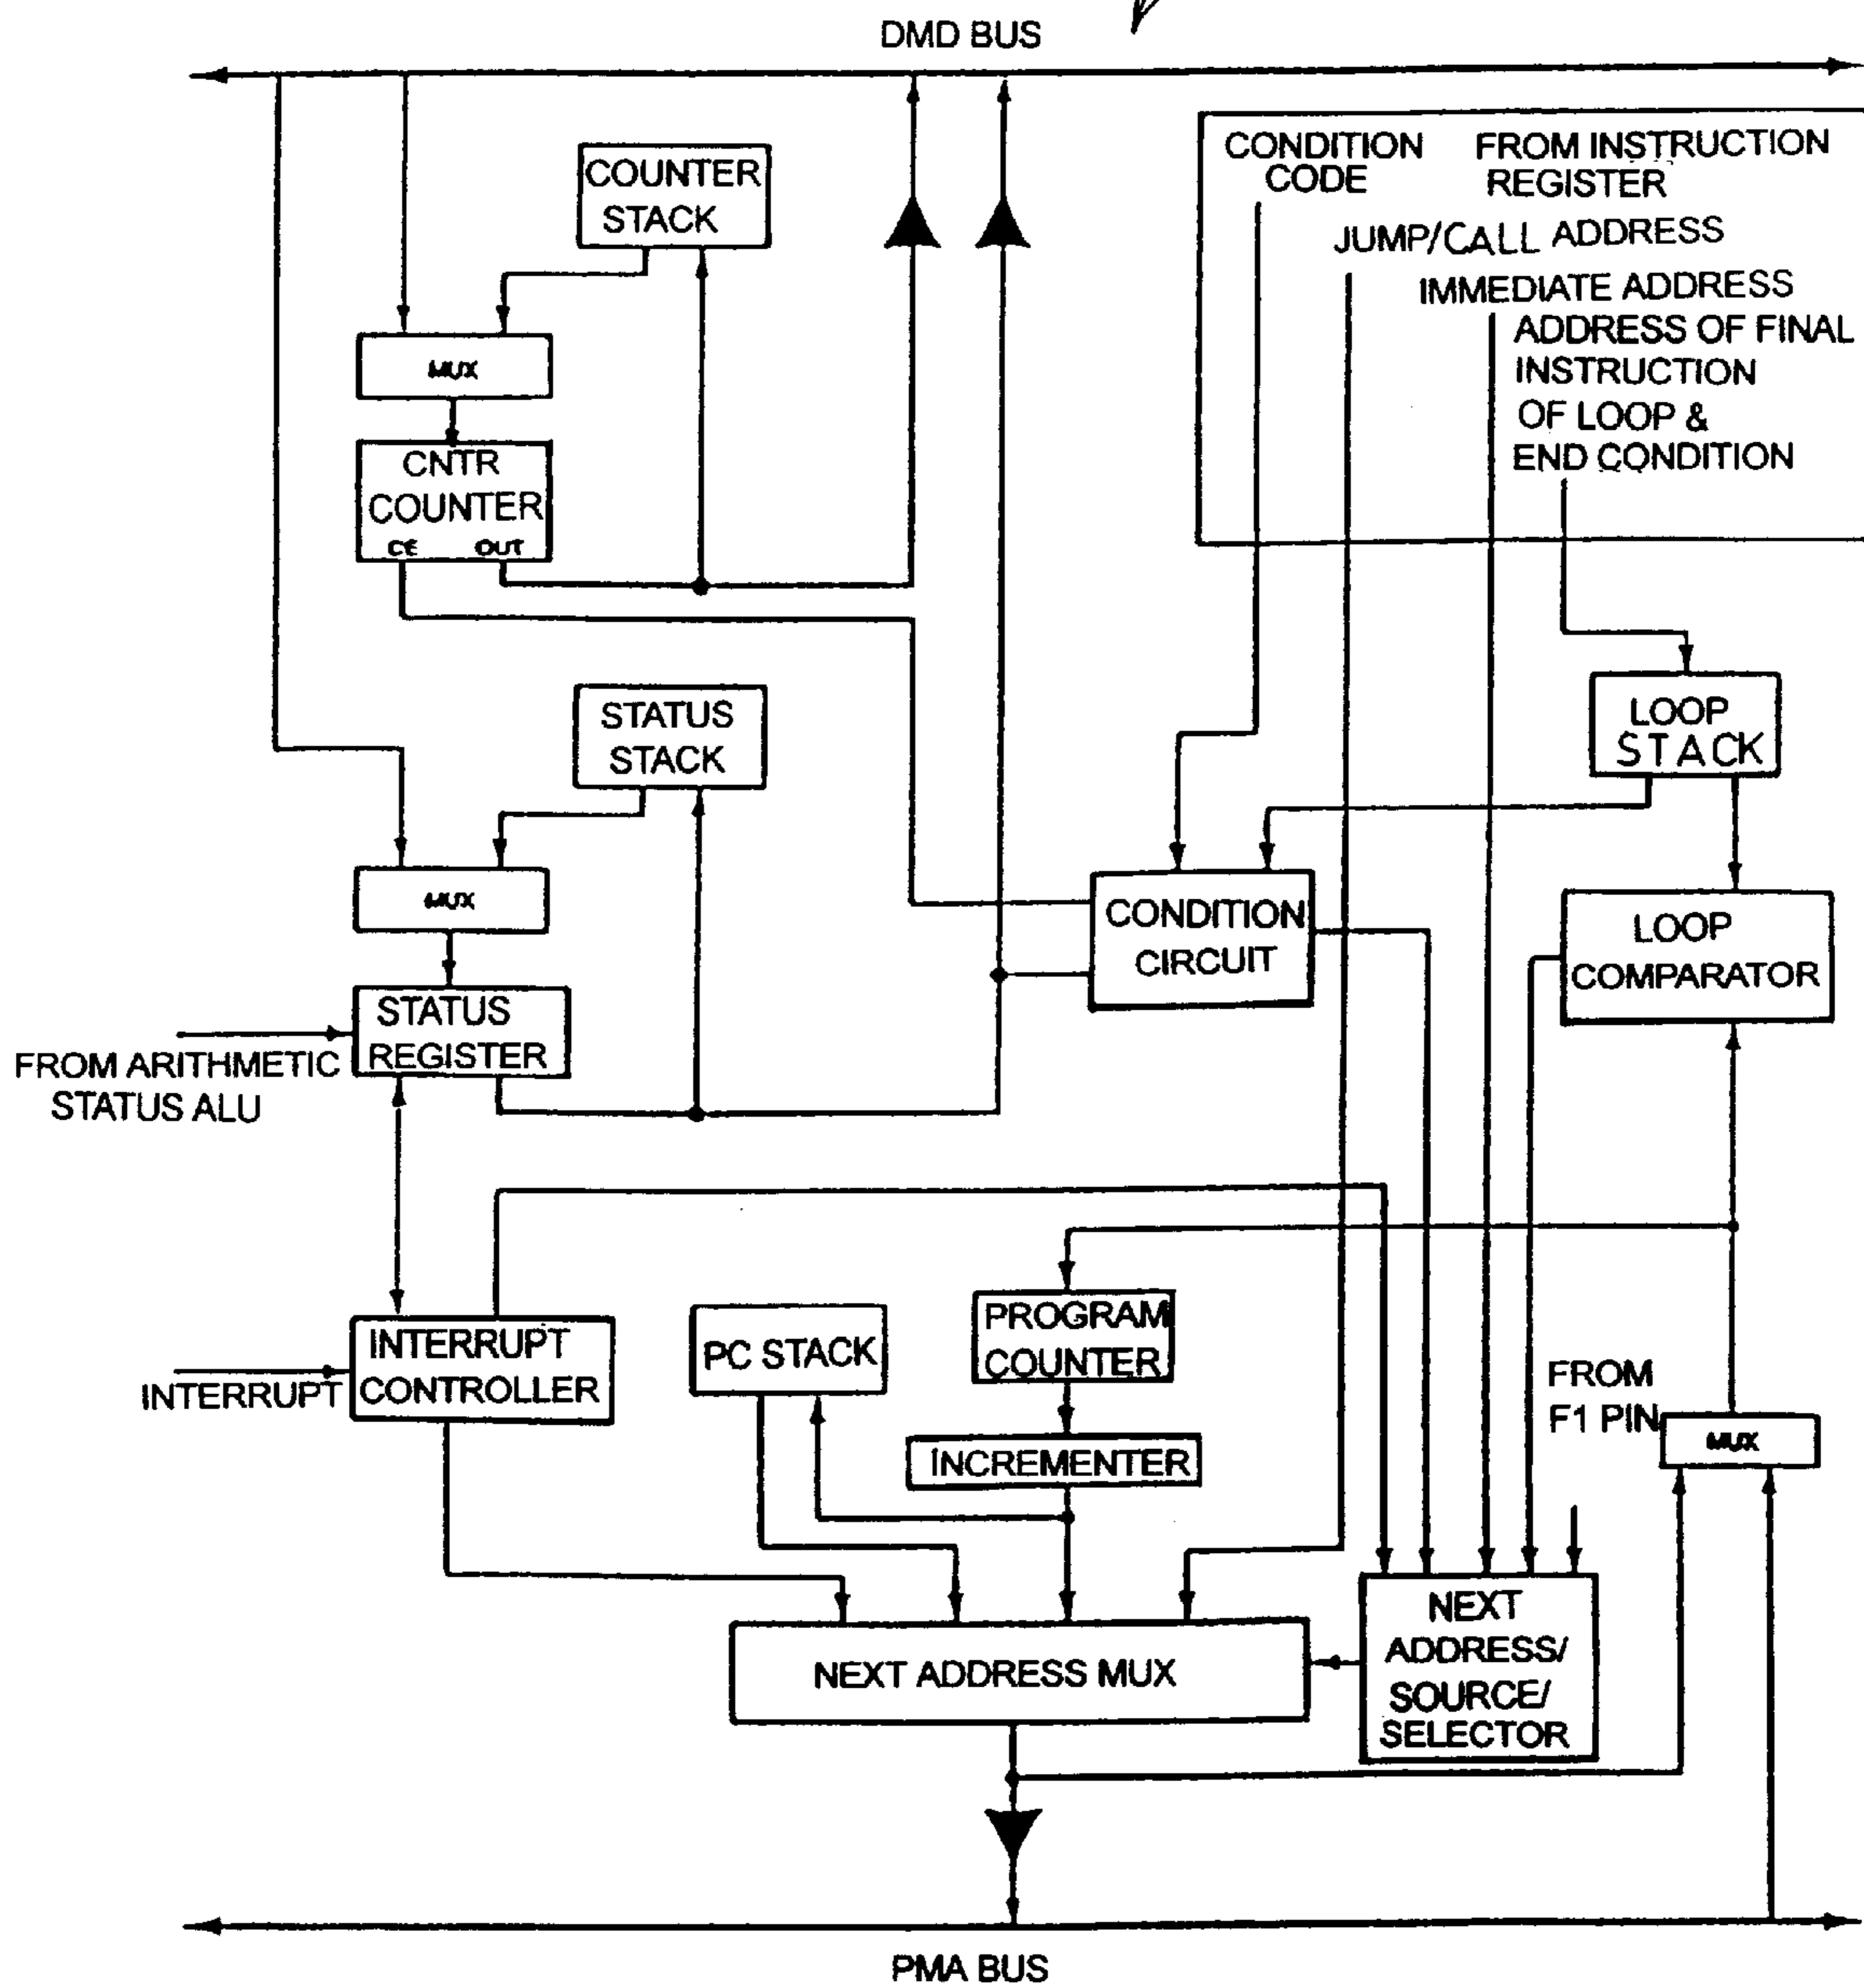 DMD BUS
COUNTER
STACK
CONDITION
CODE
FROM INSTRUCTION
REGISTER
JUMP/CALL ADDRESS
IMMEDIATE ADDRESS
ADDRESS OF FINAL
INSTRUCTION
OF LOOP &
END CONDITION
MUX
CNTR
COUNTER
CE OUT
STATUS
STACK
LOOP
STACK
MUX
CONDITION
CIRCUIT
LOOP
COMPARATOR
STATUS
REGISTER
FROM ARITHMETIC
STATUS ALU
INTERRUPT
CONTROLLER
INTERRUPT
PC STACK
PROGRAM
COUNTER
INCREMENTER
FROM
F1 PIN
MUX
NEXT ADDRESS MUX
NEXT
ADDRESS/
SOURCE/
SELECTOR
PMA BUS